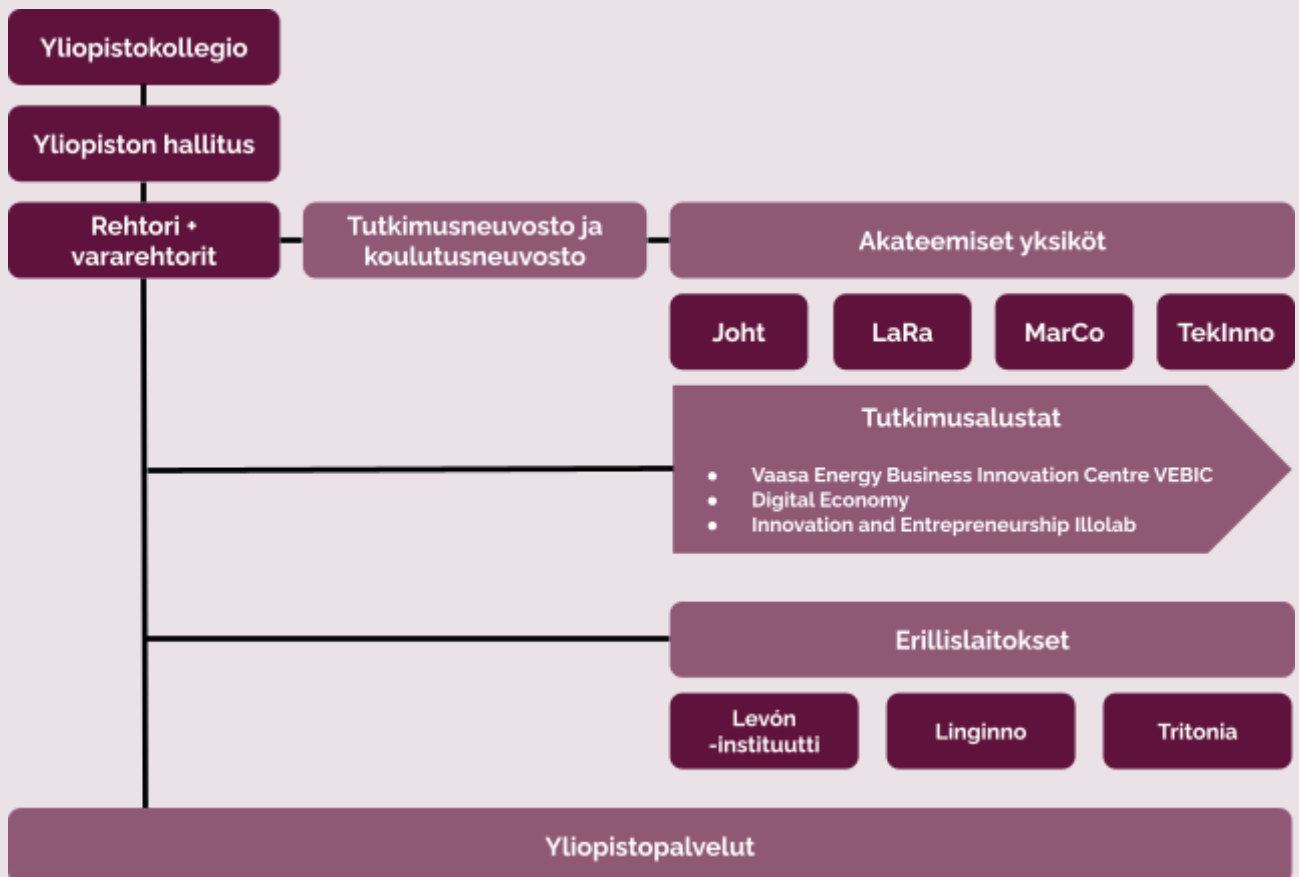 Yliopistokollegio
Yliopiston hallitus
Rehtori +
vararehtorit
Tutkimusneuvosto ja
koulutusneuvosto
Akateemiset yksiköt
Joht
LaRa
MarCo
TekInno
Tutkimusalustat
● Vaasa Energy Business Innovation Centre VEBIC
● Digital Economy
● Innovation and Entrepreneurship Illolab
Erillislaitokset
Levón
-instituutti
Linginno
Tritonia
Yliopistopalvelut